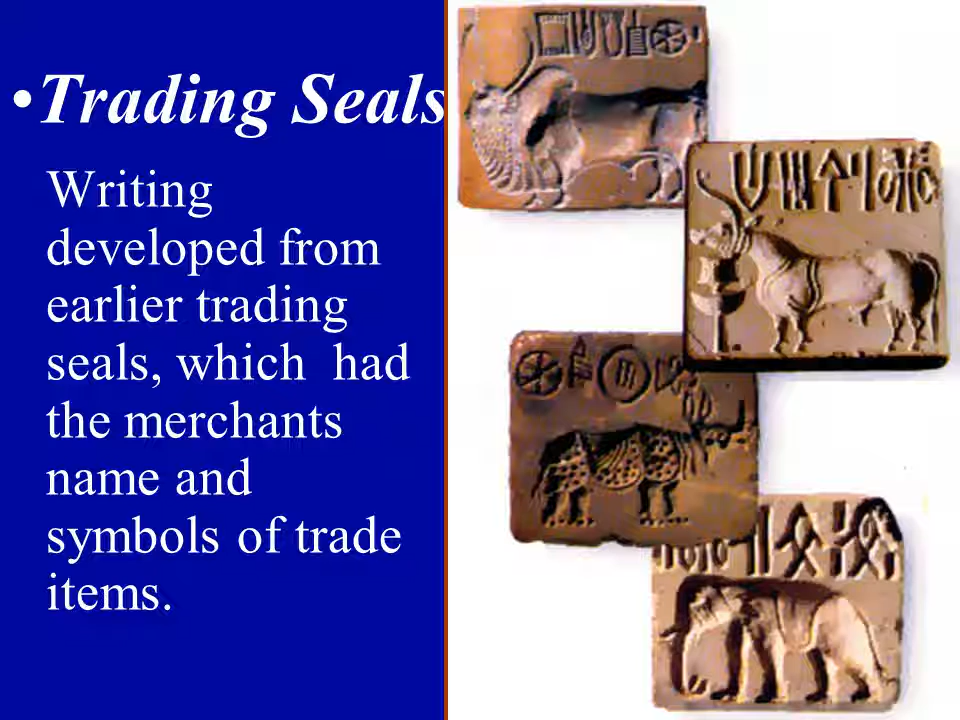 •Trading Seals
Writing
developed from
earlier trading
seals, which had
the merchants
name and
symbols of trade
items.